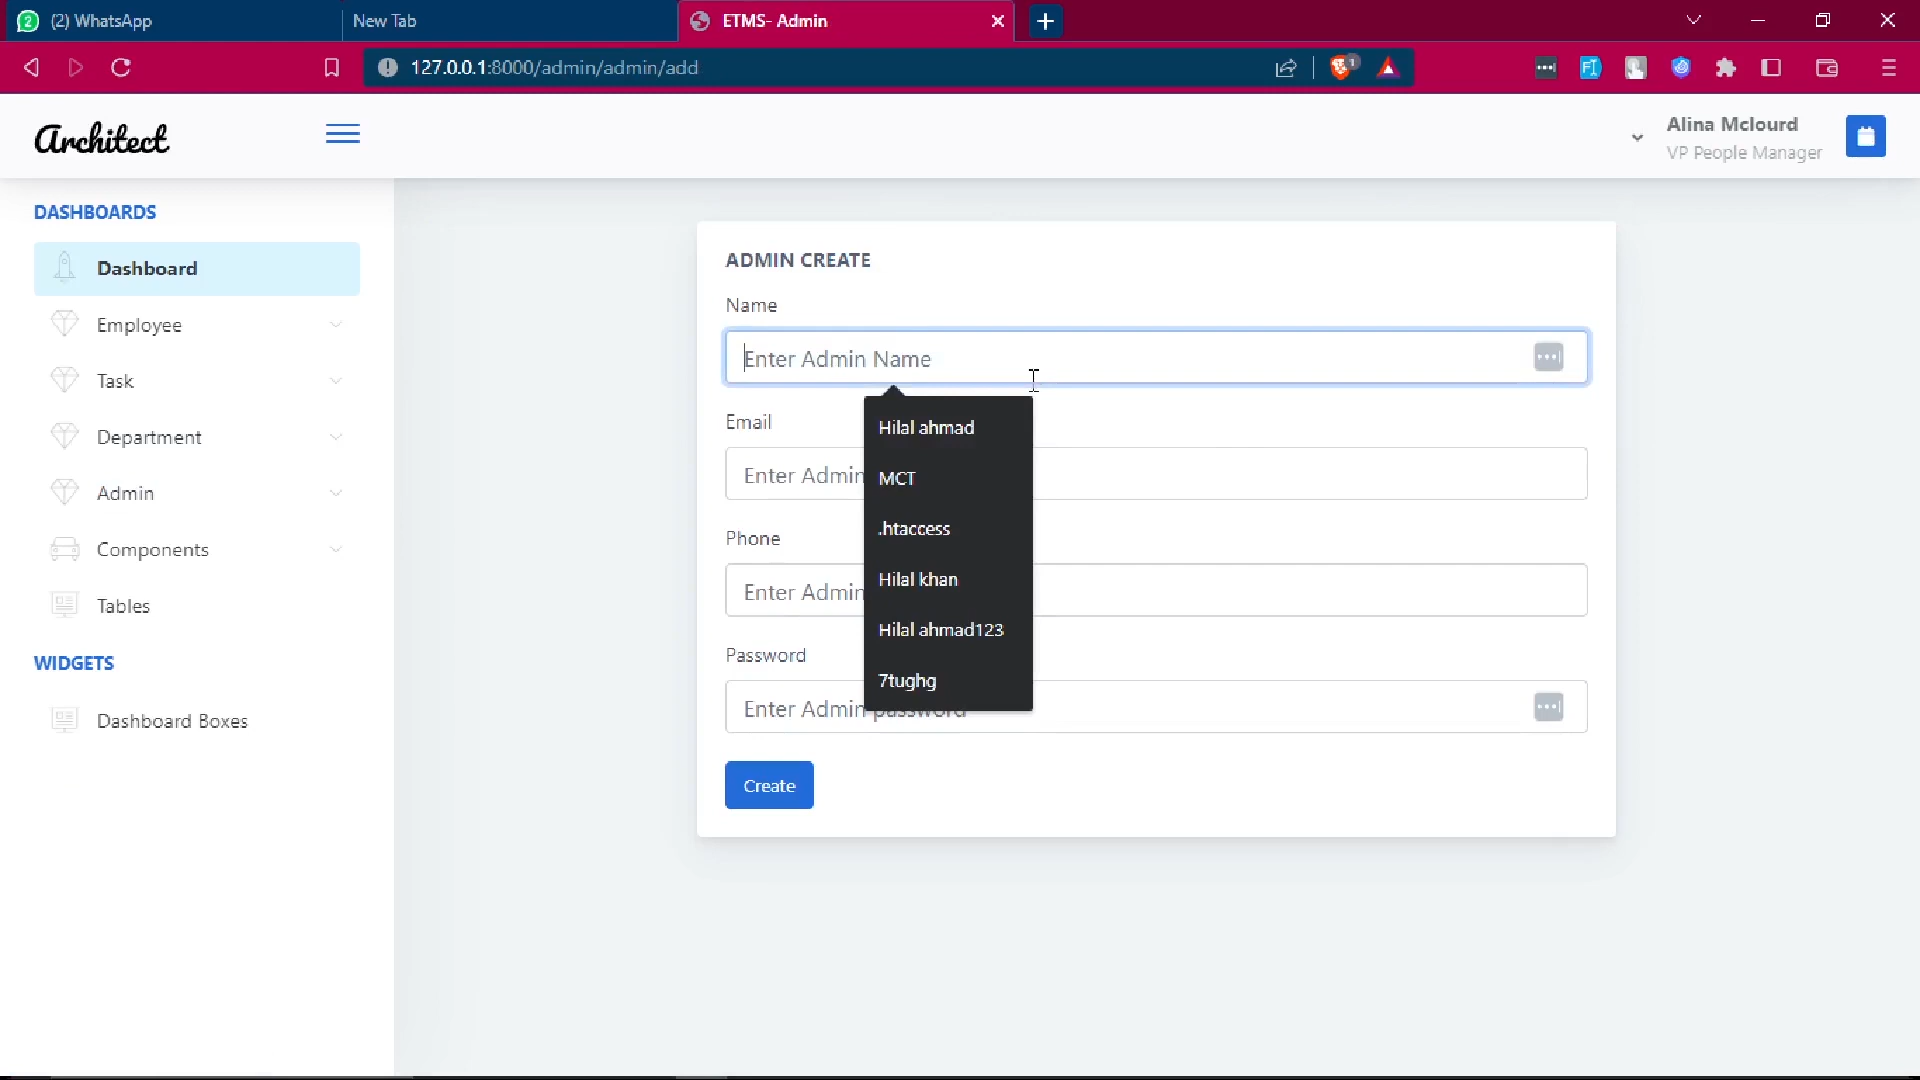 (2) WhatsApp
New Tab
ETMS- Admin
127.0.0.1:8000/admin/admin/add
Architect
Alina Mclourd
VP People Manager
DASHBOARDS
Dashboard
Employee
Task
Department
Admin
Components
Tables
WIDGETS
Dashboard Boxes
ADMIN CREATE
Name
Enter Admin Name
Email
Enter Admin
Phone
Enter Admin
Password
Enter Admin password
Create
Hilal ahmad
MCT
.htaccess
Hilal khan
Hilal ahmad123
7tughg